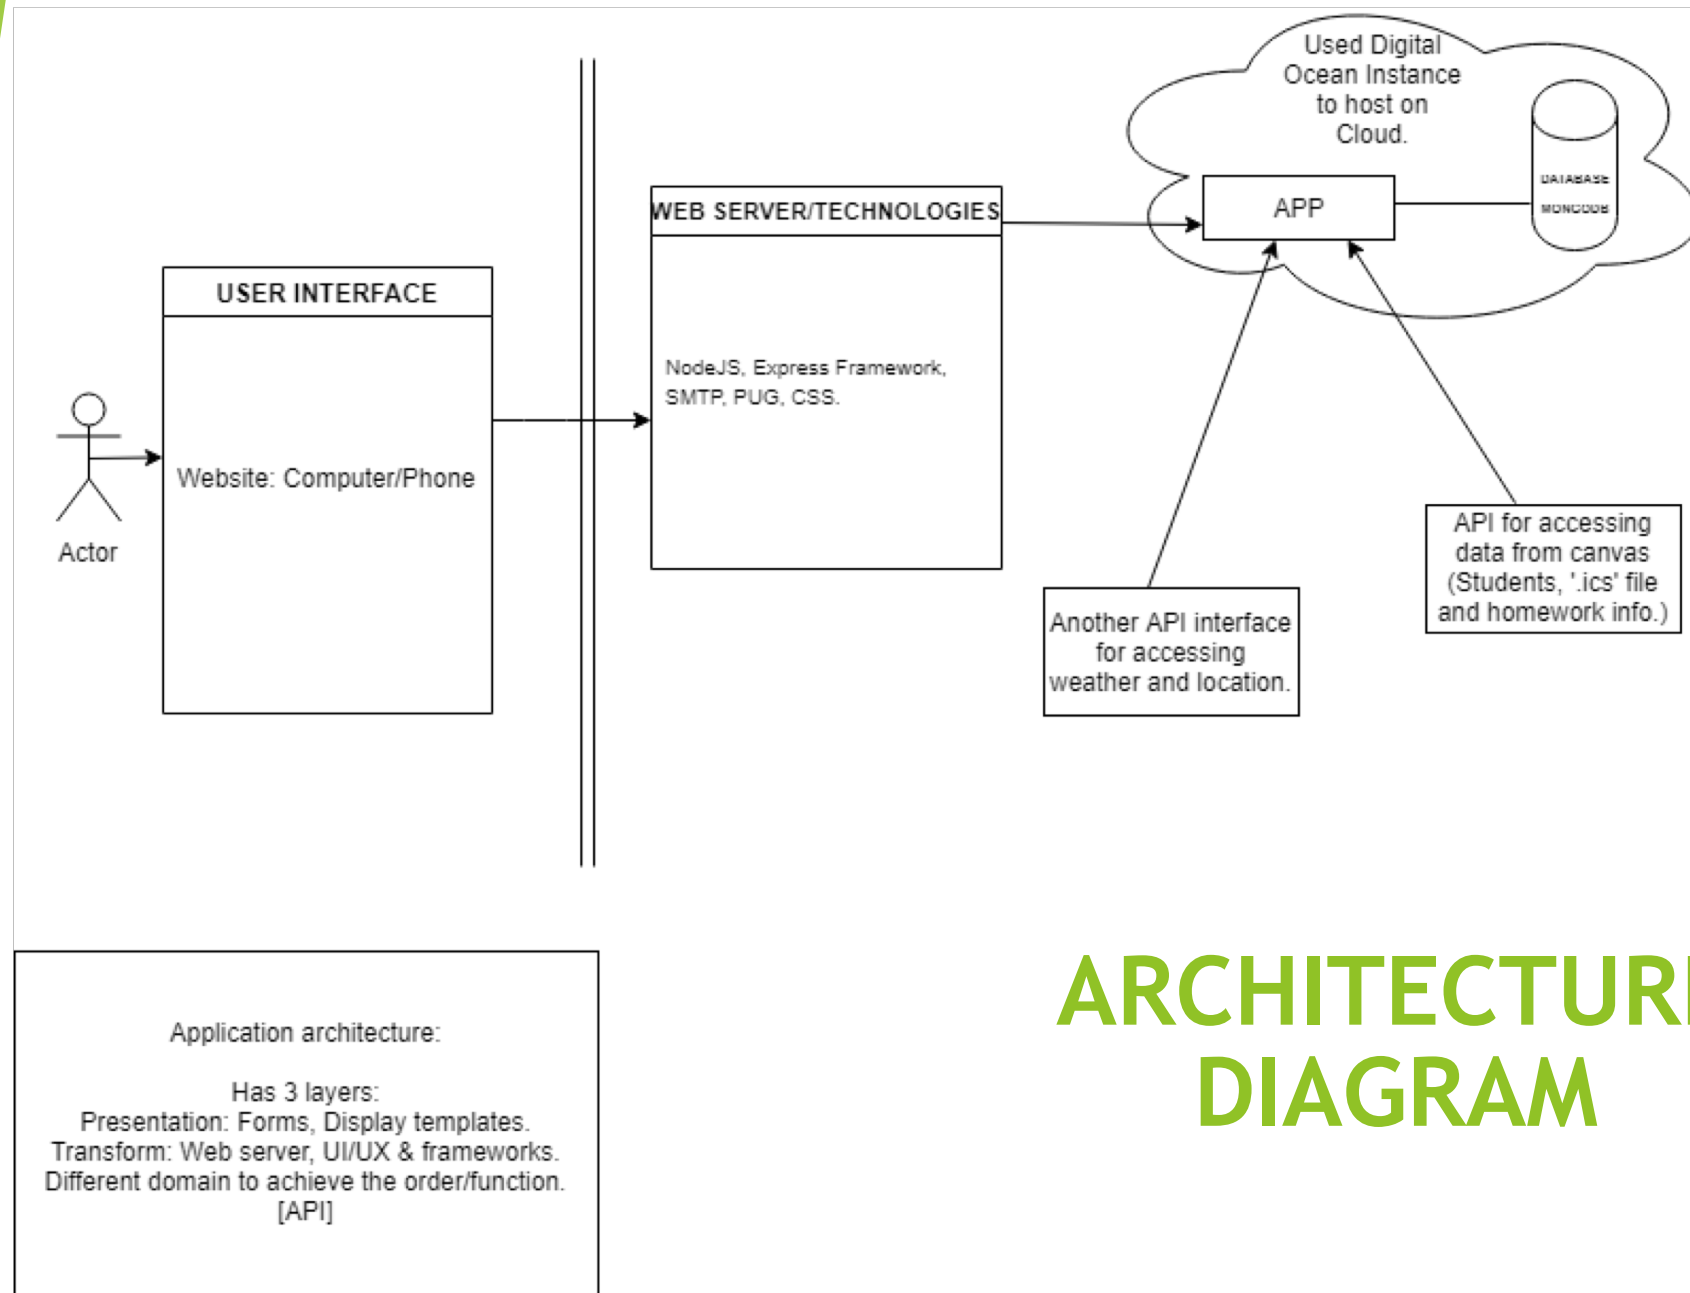 Used Digital
Ocean Instance
to host on
Cloud.
DATABASE
MONGODB
APP
WEB SERVER/TECHNOLOGIES
NodeJS, Express Framework,
SMTP, PUG, CSS.
USER INTERFACE
Website: Computer/Phone
Actor
API for accessing
data from canvas
(Students, '.ics' file
and homework info.)
Another API interface
for accessing
weather and location.
Application architecture:
Has 3 layers:
Presentation: Forms, Display templates.
Transform: Web server, UI/UX & frameworks.
Different domain to achieve the order/function.
[API]
ARCHITECTURE
DIAGRAM